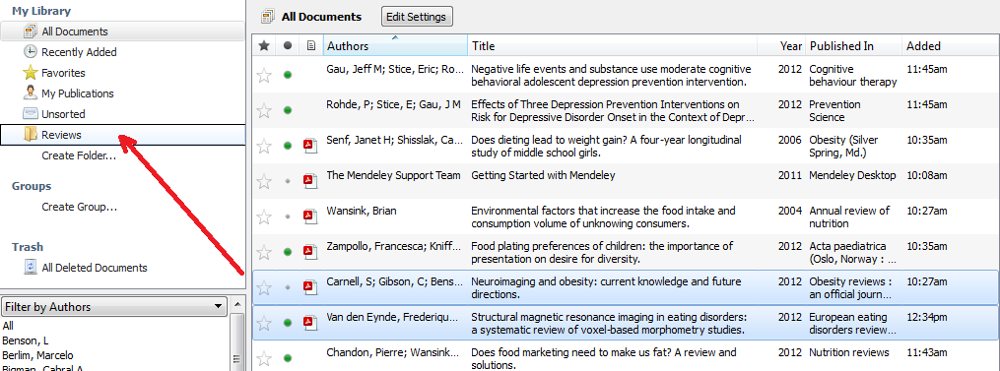 My Library
All Documents
Recently Added
Favorites
My Publications
Unsorted
Reviews
Create Folder...
Groups
Create Group...
Trash
All Deleted Documents
Filter by Authors
All
Benson, L
Berlim, Marcelo
Bigman, Cabral A
All Documents Edit Settings
Authors Title Year Published In Added
Gau, Jeff M; Stice, Eric; Ro... Negative life events and substance use moderate cognitive 2012 Cognitive 11:45am
behavioral adolescent depression prevention intervention. behaviour therapy
Rohde, P; Stice, E; Gau, J M Effects of Three Depression Prevention Interventions on 2012 Prevention 11:45am
Risk for Depressive Disorder Onset in the Context of Depr... Science
Senf, Janet H; Shisslak, Ca... Does dieting lead to weight gain? A four-year longitudinal 2006 Obesity (Silver 10:35am
study of middle school girls. Spring, Md.)
The Mendeley Support Team Getting Started with Mendeley 2011 Mendeley Desktop 10:08am
Wansink, Brian Environmental factors that increase the food intake and 2004 Annual review of 10:27am
consumption volume of unknowing consumers. nutrition
Zampollo, Francesca; Kniff... Food plating preferences of children: the importance of 2012 Acta paediatrica 10:35am
presentation on desire for diversity. (Oslo, Norway : ...
Carnell, S; Gibson, C; Bens... Neuroimaging and obesity: current knowledge and future 2012 Obesity reviews : 10:27am
directions. an official journ...
Van den Eynde, Frederiqu... Structural magnetic resonance imaging in eating disorders: 2012 European eating 12:34pm
a systematic review of voxel-based morphometry studies. disorders review...
Chandon, Pierre; Wansink... Does food marketing need to make us fat? A review and 2012 Nutrition reviews 11:43am
solutions.